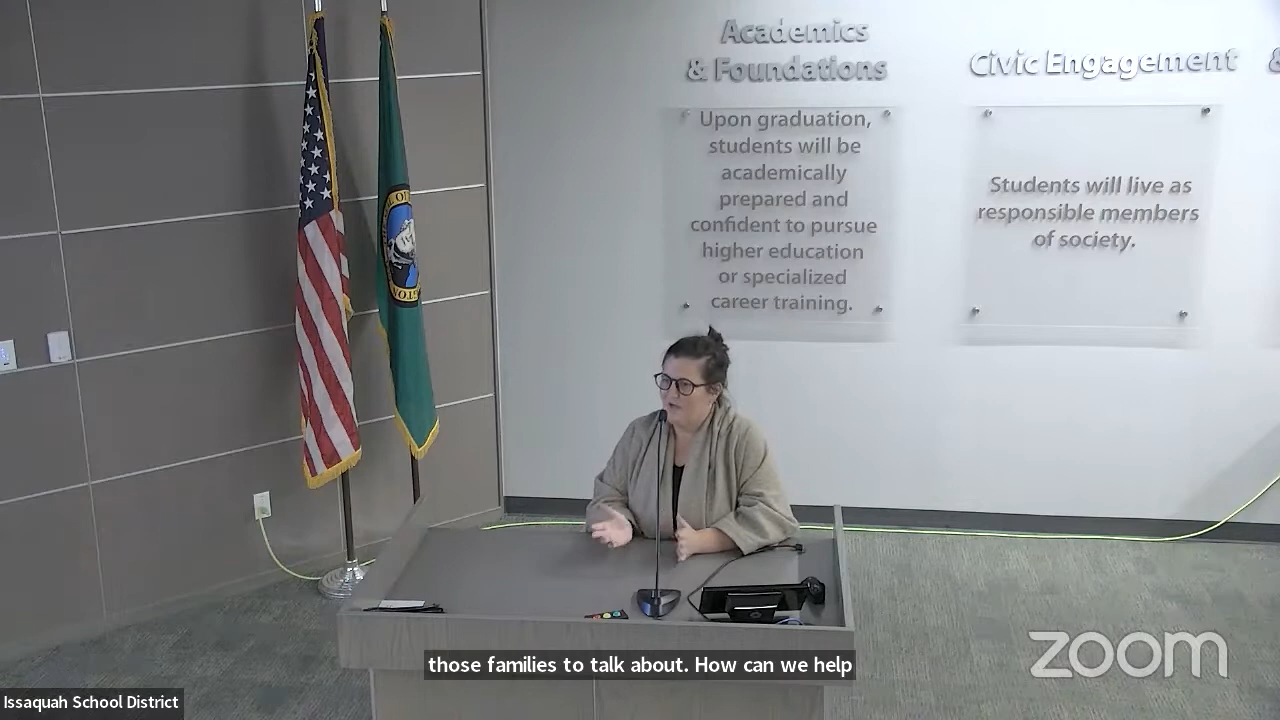 Academics
& Foundations
Upon graduation,
students will be
academically
prepared and
confident to pursue
higher education
or specialized
career training.
Civic Engagement
Students will live as
responsible members
of society.
&
those families to talk about. How can we help
zoom
Issaquah School District